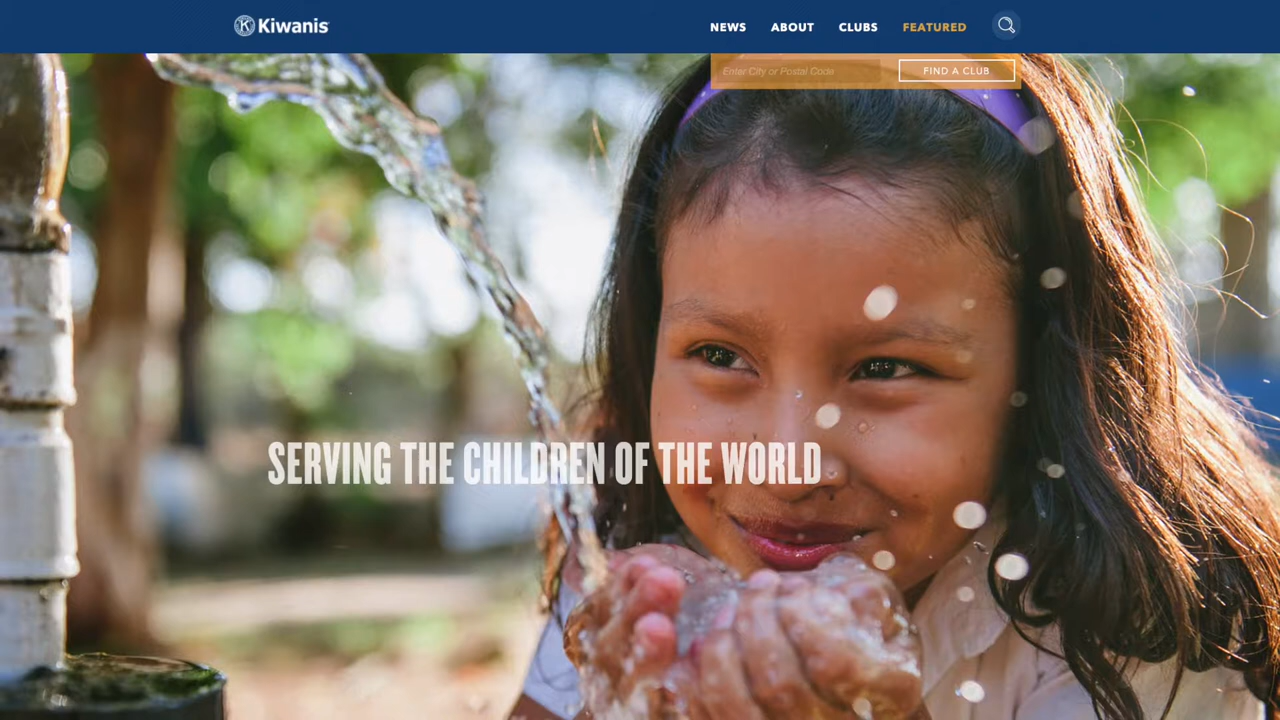 Kiwanis
NEWS ABOUT CLUBS FEATURED
Enter City or Postal Code FIND A CLUB
SERVING THE CHILDREN OF THE WORLD